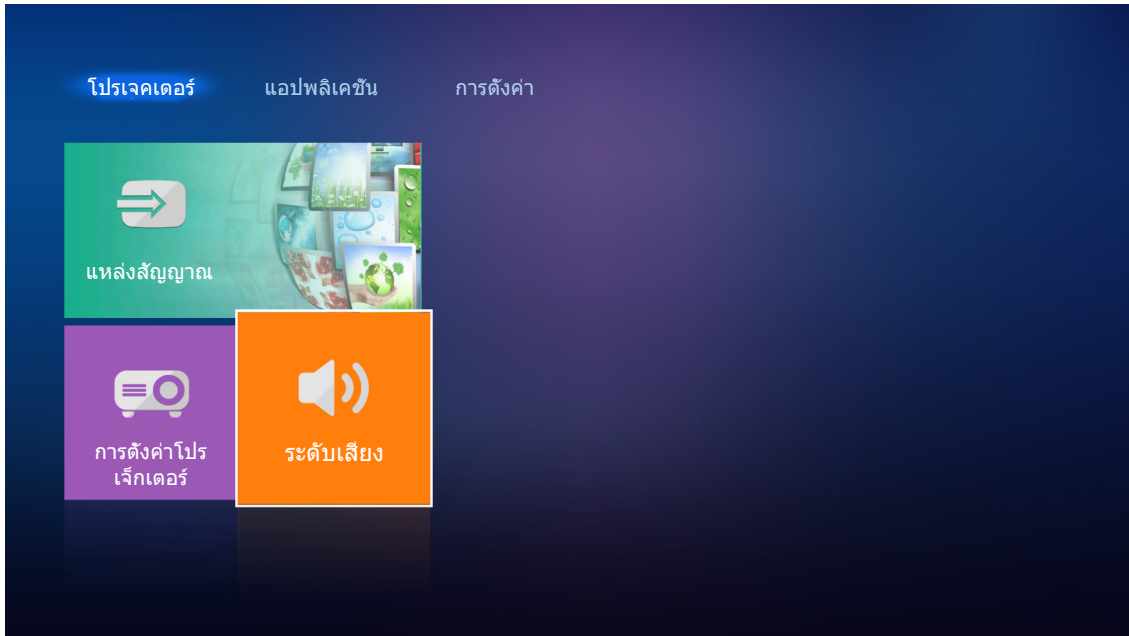 โปรเจคเตอร์ แอปพลิเคชัน การตั้งค่า
แหล่งสัญญาณ
การตั้งค่าโปร
เจ็กเตอร์
ระดับเสียง